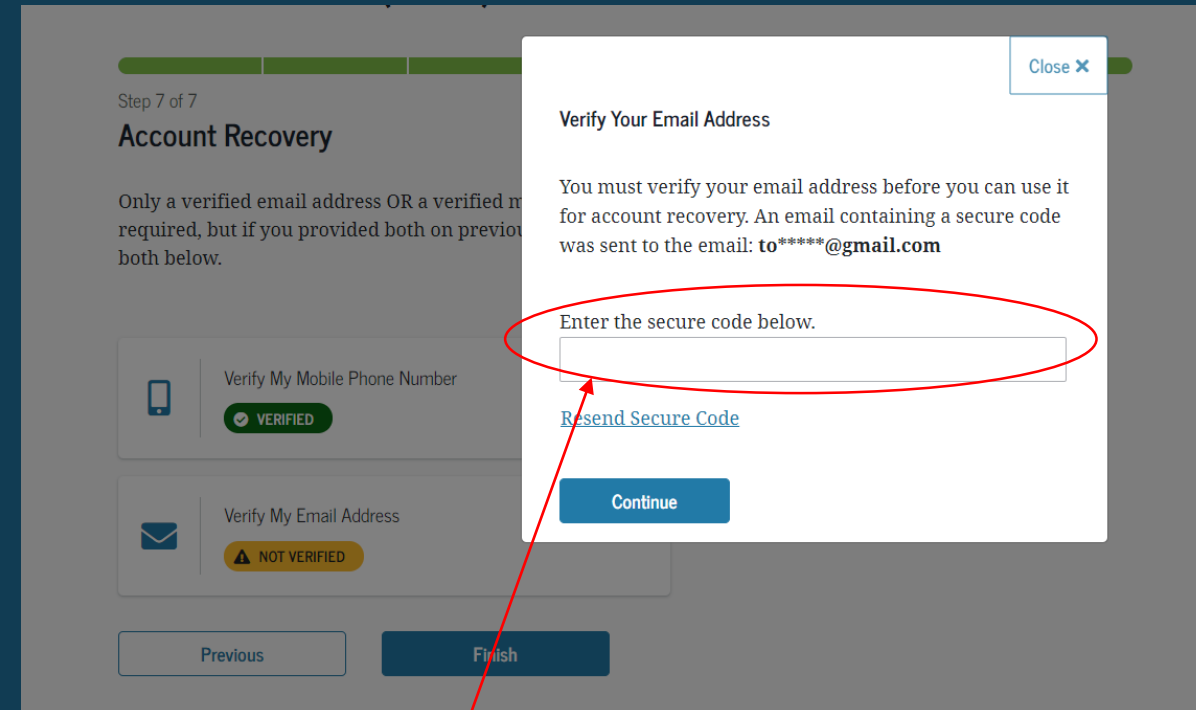 Step 7 of 7
Account Recovery
Only a verified email address OR a verified
required, but if you provided both on
both below.
Verify My Mobile Phone Number
VERIFIED
Verify My Email Address
NOT VERIFIED
Previous
Finish
Close ×
Verify Your Email Address
You must verify your email address before you can use it
for account recovery. An email containing a secure code
was sent to the email: to*****@gmail.com
Enter the secure code below.
Resend Secure Code
Continue